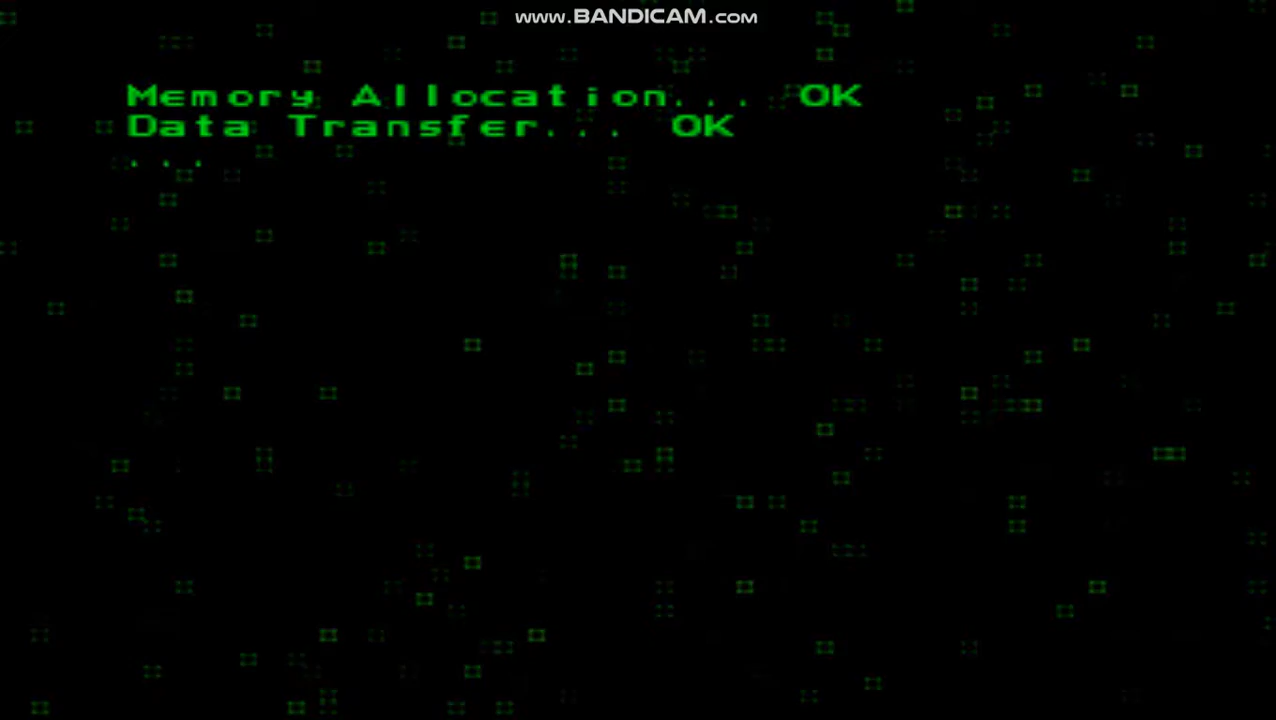 www.BANDICAM.com
Memory Allocation... OK
Data Transfer... OK
...